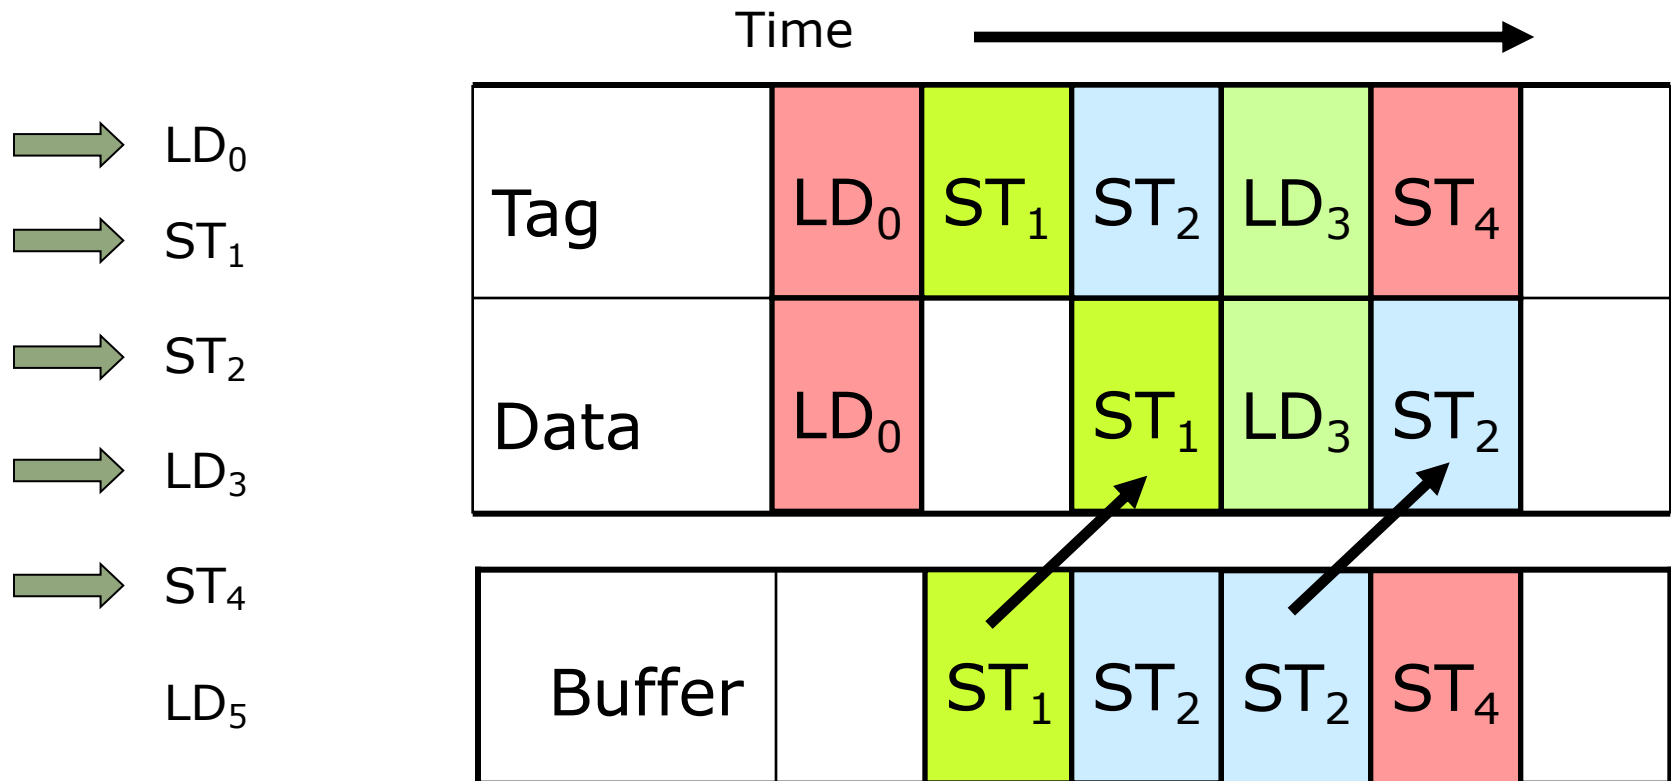 Time
LD₀
ST₁
ST₂
LD₃
ST₄
LD₅
Tag LD₀ ST₁ ST₂ LD₃ ST₄
Data LD₀ ST₁ LD₃ ST₂
Buffer ST₁ ST₂ ST₂ ST₄